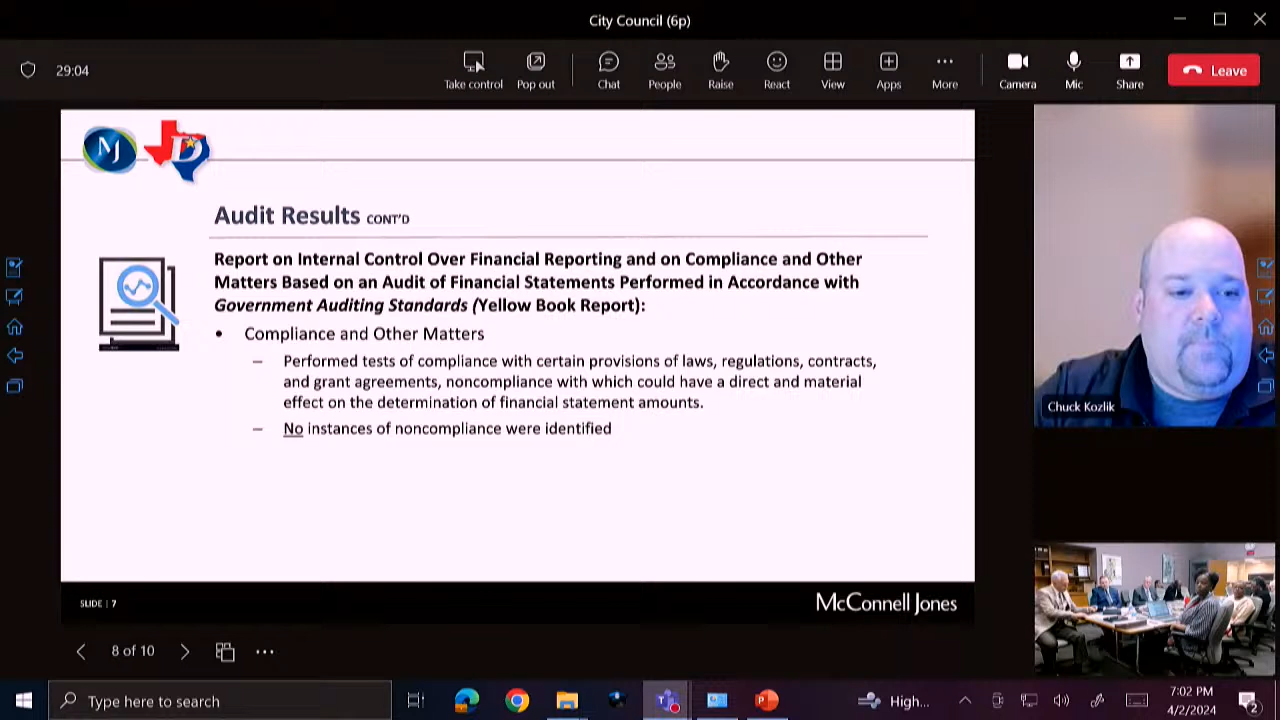 City Council (6p)
29:04
Take control
Pop out
Chat
People
Raise
React
View
Apps
More
Camera
Mic
Share
Leave
MJ
D
Audit Results CONT'D
Report on Internal Control Over Financial Reporting and on Compliance and Other
Matters Based on an Audit of Financial Statements Performed in Accordance with
Government Auditing Standards (Yellow Book Report):
• Compliance and Other Matters
– Performed tests of compliance with certain provisions of laws, regulations, contracts,
and grant agreements, noncompliance with which could have a direct and material
effect on the determination of financial statement amounts.
– No instances of noncompliance were identified
Chuck Kozlik
SLIDE | 7
McConnell Jones
8 of 10
Type here to search
High...
7:02 PM
4/2/2024
2